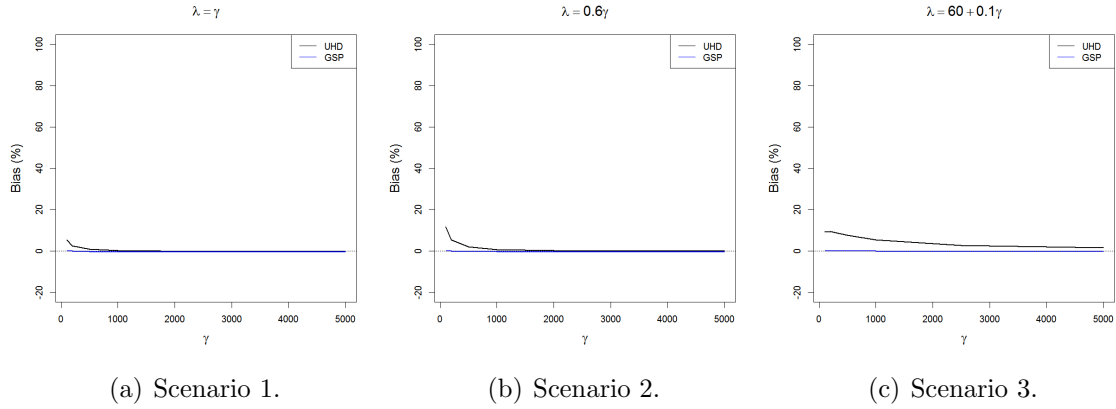 λ = γ
UHD
GSP
Bias (%)
100
80
60
40
20
0
-20
0 1000 2000 3000 4000 5000
γ
(a) Scenario 1.
λ = 0.6γ
UHD
GSP
Bias (%)
100
80
60
40
20
0
-20
0 1000 2000 3000 4000 5000
γ
(b) Scenario 2.
λ = 60 + 0.1γ
UHD
GSP
Bias (%)
100
80
60
40
20
0
-20
0 1000 2000 3000 4000 5000
γ
(c) Scenario 3.